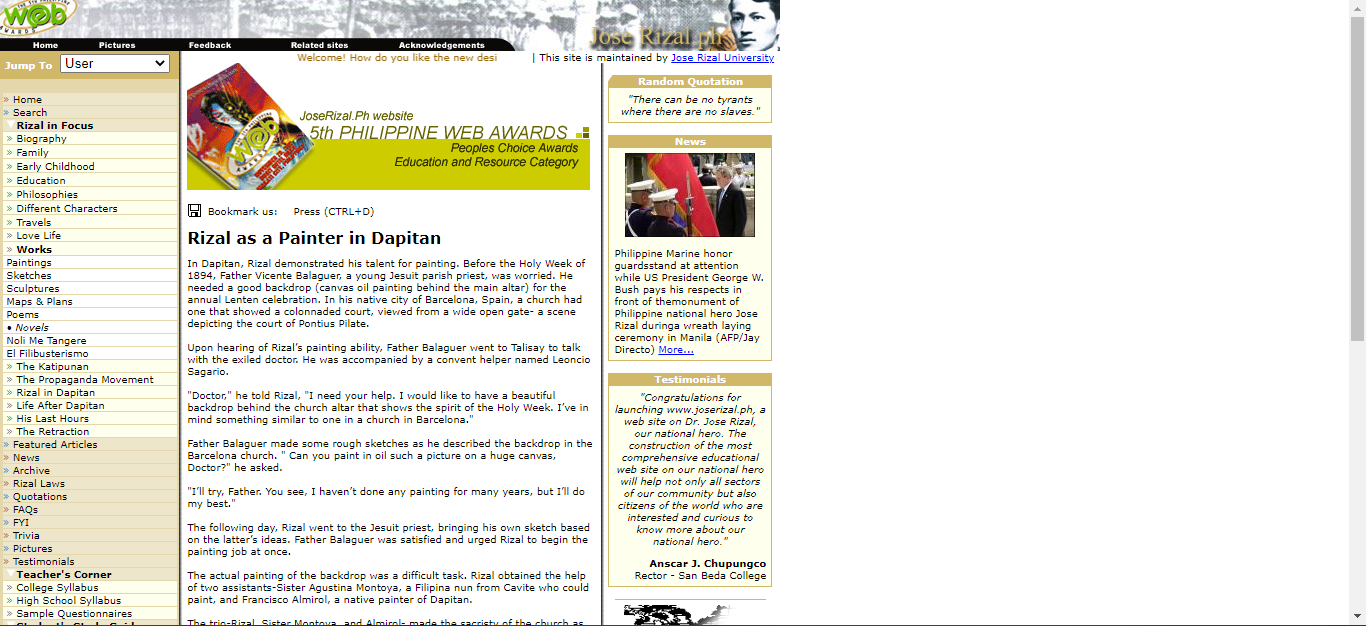 web
AWARDS
Jose Rizal.ph
Home
Pictures
Feedback
Related sites
Acknowledgements
Jump To
User
Welcome! How do you like the new desi
| This site is maintained by Jose Rizal University
» Home
» Search
Rizal in Focus
» Biography
» Family
» Early Childhood
» Education
» Philosophies
» Different Characters
» Travels
» Love Life
» Works
Paintings
Sketches
Sculptures
Maps & Plans
Poems
• Novels
Noli Me Tangere
El Filibusterismo
» The Katipunan
» The Propaganda Movement
» Rizal in Dapitan
» Life After Dapitan
» His Last Hours
» The Retraction
» Featured Articles
» News
» Archive
» Rizal Laws
» Quotations
» FAQs
» FYI
» Trivia
» Pictures
» Testimonials
Teacher's Corner
» College Syllabus
» High School Syllabus
» Sample Questionnaires
web
JoseRizal.Ph website
5th PHILIPPINE WEB AWARDS
Peoples Choice Awards
Education and Resource Category
Bookmark us: Press (CTRL+D)
Rizal as a Painter in Dapitan
In Dapitan, Rizal demonstrated his talent for painting. Before the Holy Week of
1894, Father Vicente Balaguer, a young Jesuit parish priest, was worried. He
needed a good backdrop (canvas oil painting behind the main altar) for the
annual Lenten celebration. In his native city of Barcelona, Spain, a church had
one that showed a colonnaded court, viewed from a wide open gate- a scene
depicting the court of Pontius Pilate.
Upon hearing of Rizal’s painting ability, Father Balaguer went to Talisay to talk
with the exiled doctor. He was accompanied by a convent helper named Leoncio
Sagario.
"Doctor," he told Rizal, "I need your help. I would like to have a beautiful
backdrop behind the church altar that shows the spirit of the Holy Week. I’ve in
mind something similar to one in a church in Barcelona."
Father Balaguer made some rough sketches as he described the backdrop in the
Barcelona church. " Can you paint in oil such a picture on a huge canvas,
Doctor?" he asked.
"I’ll try, Father. You see, I haven’t done any painting for many years, but I’ll do
my best."
The following day, Rizal went to the Jesuit priest, bringing his own sketch based
on the latter’s ideas. Father Balaguer was satisfied and urged Rizal to begin the
painting job at once.
The actual painting of the backdrop was a difficult task. Rizal obtained the help
of two assistants-Sister Agustina Montoya, a Filipina nun from Cavite who could
paint, and Francisco Almirol, a native painter of Dapitan.
The trio-Rizal, Sister Montoya, and Almirol- made the sacristy of the church as
Random Quotation
"There can be no tyrants
where there are no slaves."
News
Philippine Marine honor
guardsstand at attention
while US President George W.
Bush pays his respects in
front of themonument of
Philippine national hero Jose
Rizal duringa wreath laying
ceremony in Manila (AFP/Jay
Directo) More...
Testimonials
"Congratulations for
launching www.joserizal.ph, a
web site on Dr. Jose Rizal,
our national hero. The
construction of the most
comprehensive educational
web site on our national hero
will help not only all sectors
of our community but also
citizens of the world who are
interested and curious to
know more about our
national hero."
Anscar J. Chupungco
Rector - San Beda College